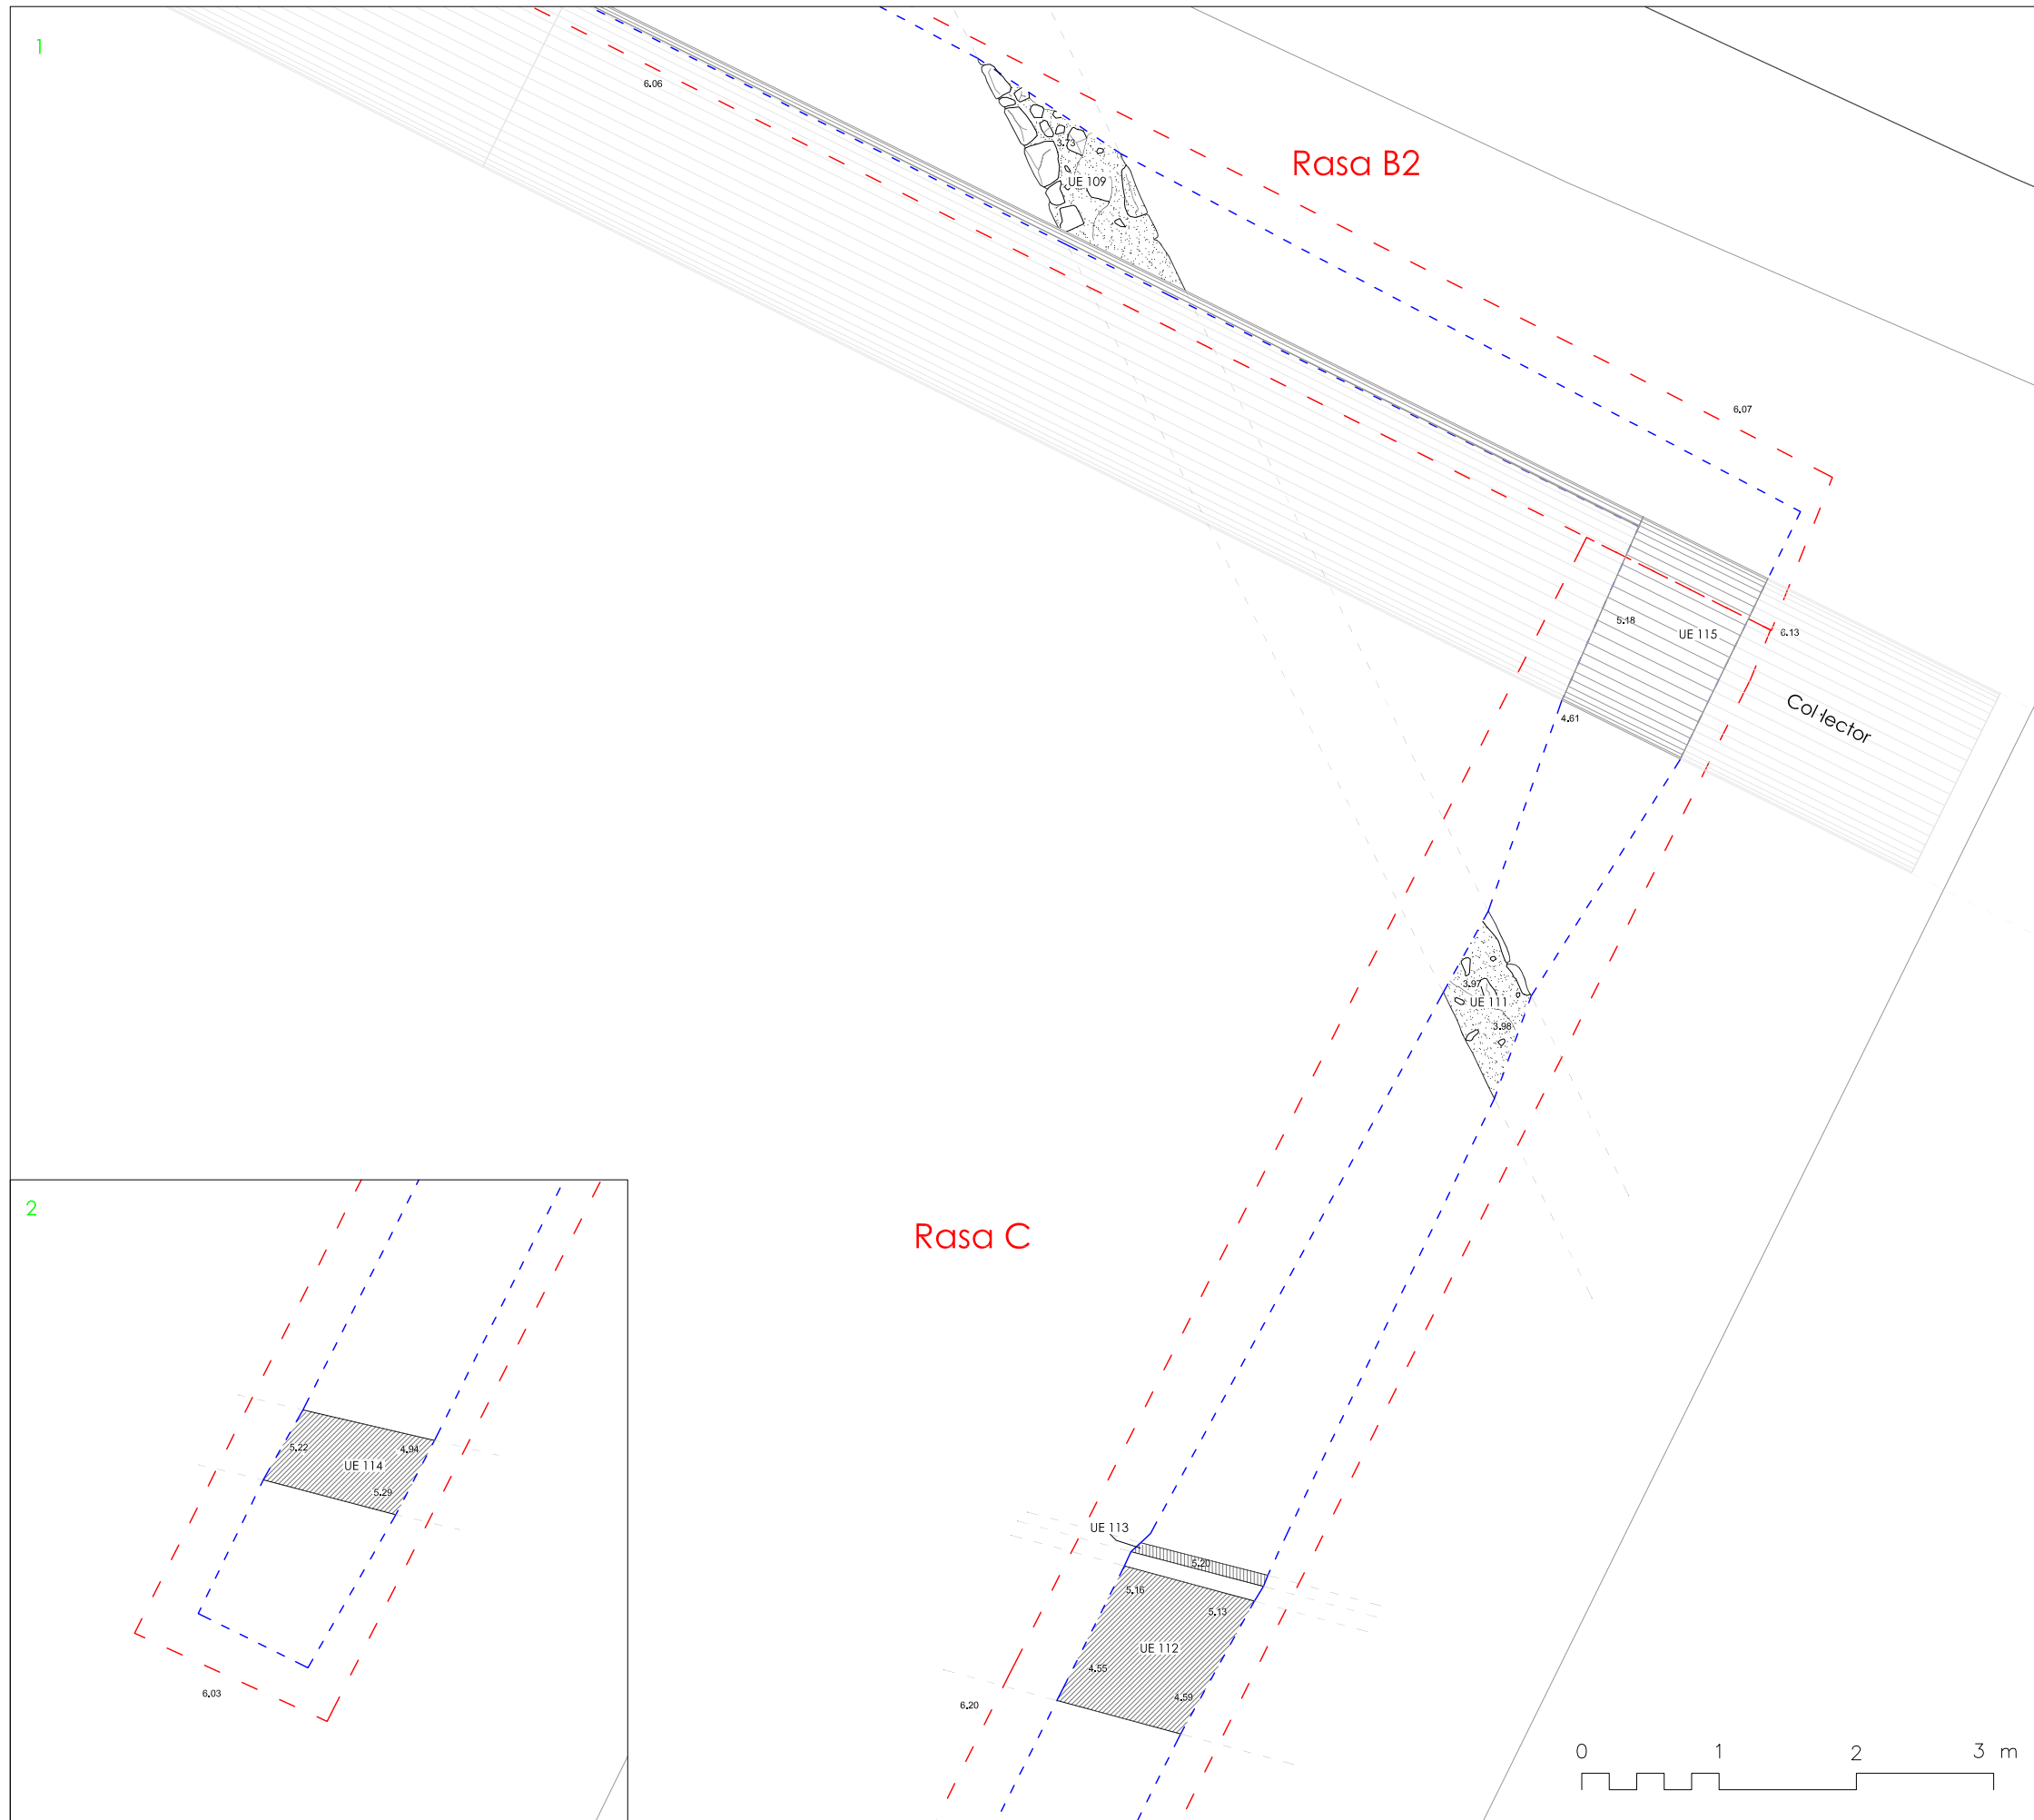 1
6.06
3.73
Rasa B2
UE 109
6.07
5.18
UE 115
6.13
Col·lector
4.61
3.97
UE 111
3.98
2
Rasa C
5.22
4.94
UE 114
5.29
UE 113
5.20
5.16
5.13
UE 112
4.55
4.59
6.03
6.20
0 1 2 3 m